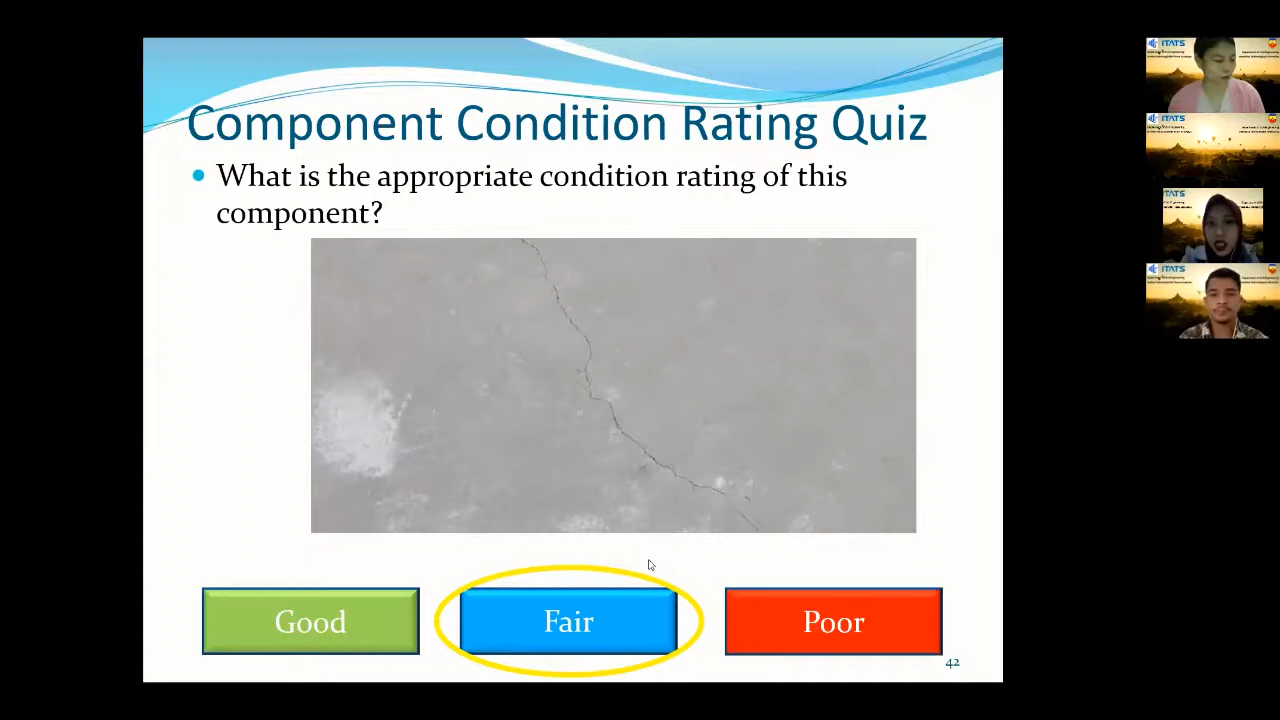 Component Condition Rating Quiz
What is the appropriate condition rating of this
component?
Good
Fair
Poor
42
ITATS
ITATS
ITATS
ITATS